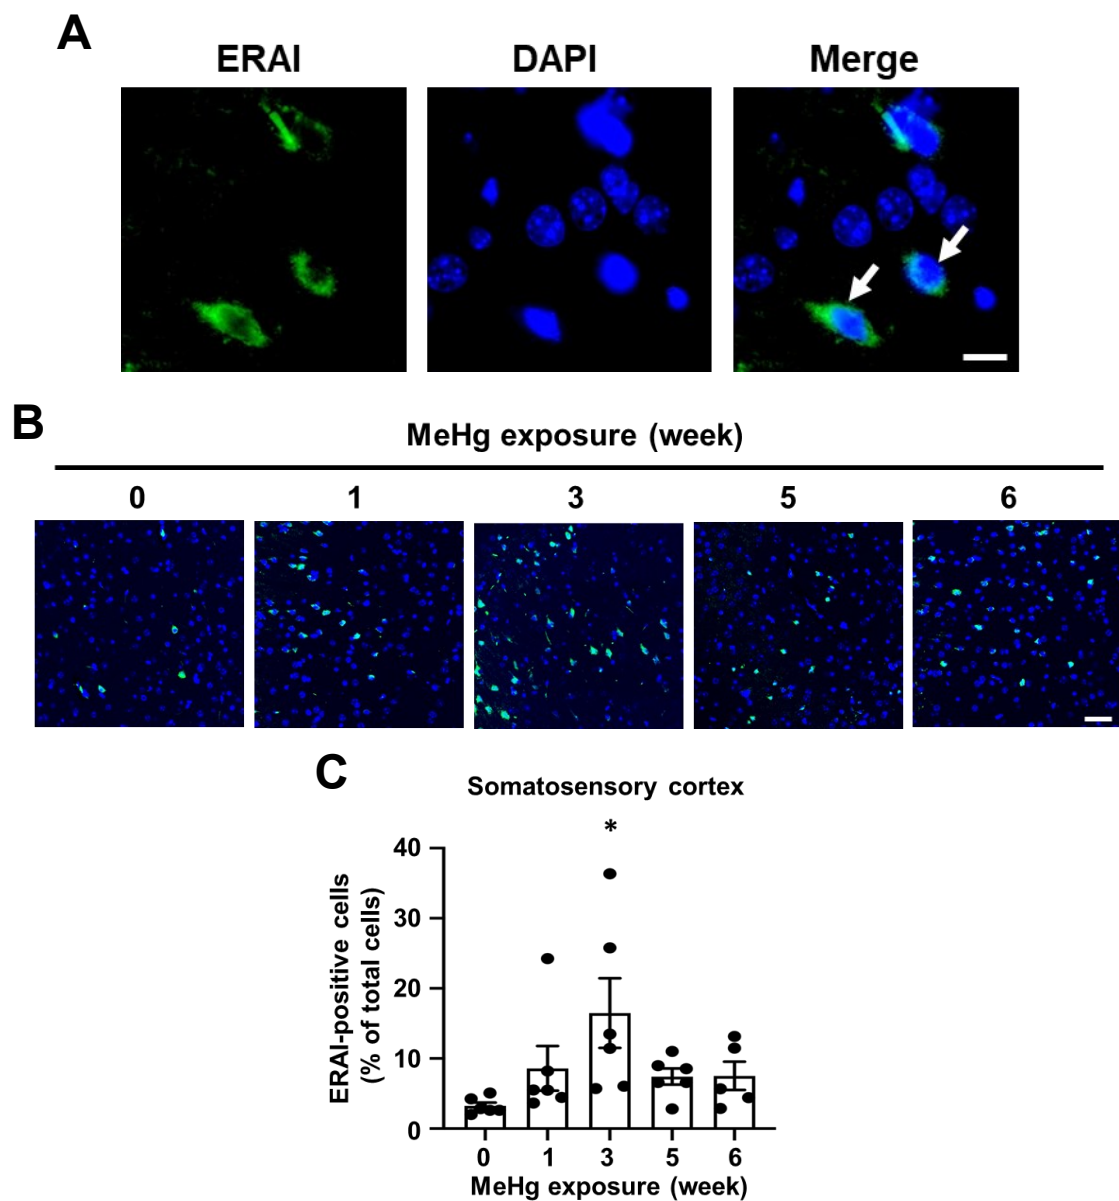 A
ERAI DAPI Merge
B
MeHg exposure (week)
0 1 3 5 6
C
Somatosensory cortex
*
40
30
20
10
0
ERAI-positive cells
(% of total cells)
0 1 3 5 6
MeHg exposure (week)